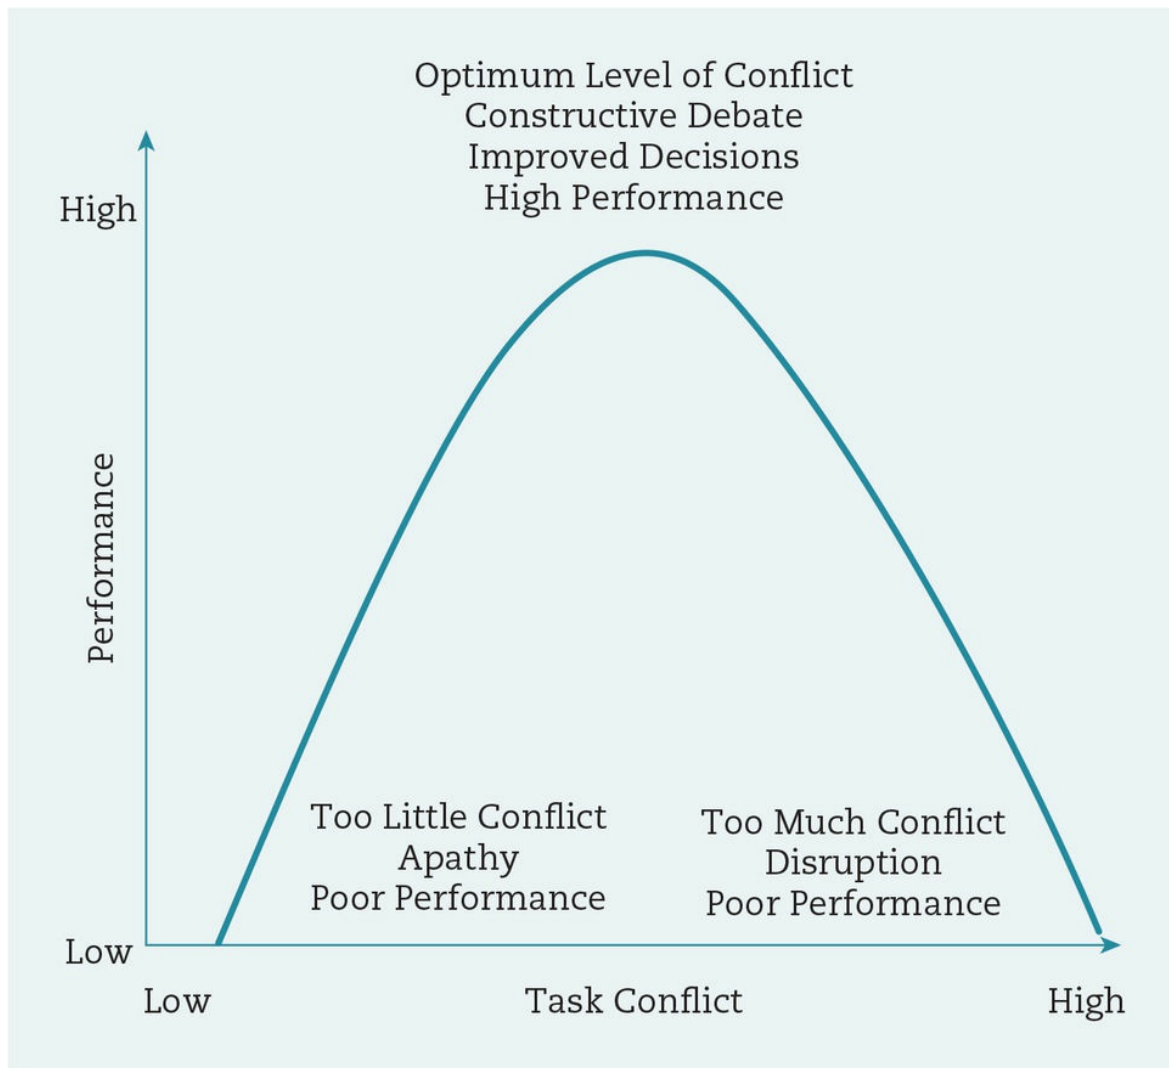 Optimum Level of Conflict
Constructive Debate
Improved Decisions
High Performance
High
Performance
Too Little Conflict
Apathy
Poor Performance
Too Much Conflict
Disruption
Poor Performance
Low
Low
Task Conflict
High